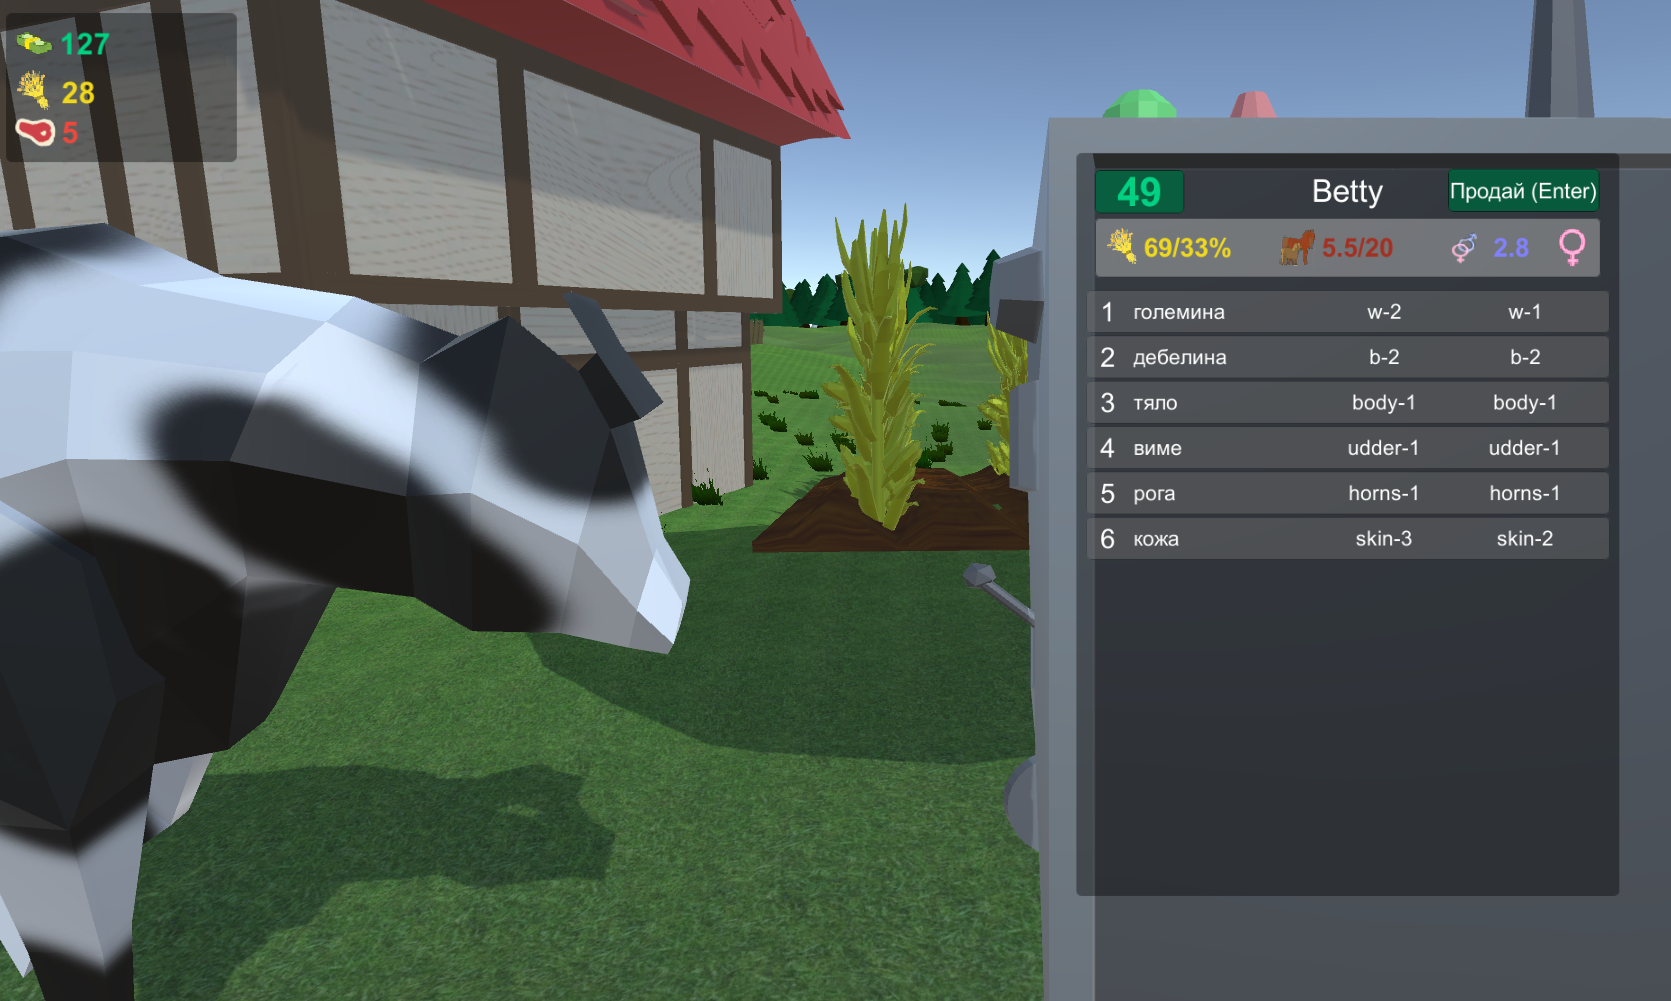 127
28
5
49 Betty Продай (Enter)
69/33% 5.5/20 2.8
1 големина w-2 w-1
2 дебелина b-2 b-2
3 тяло body-1 body-1
4 виме udder-1 udder-1
5 рога horns-1 horns-1
6 кожа skin-3 skin-2